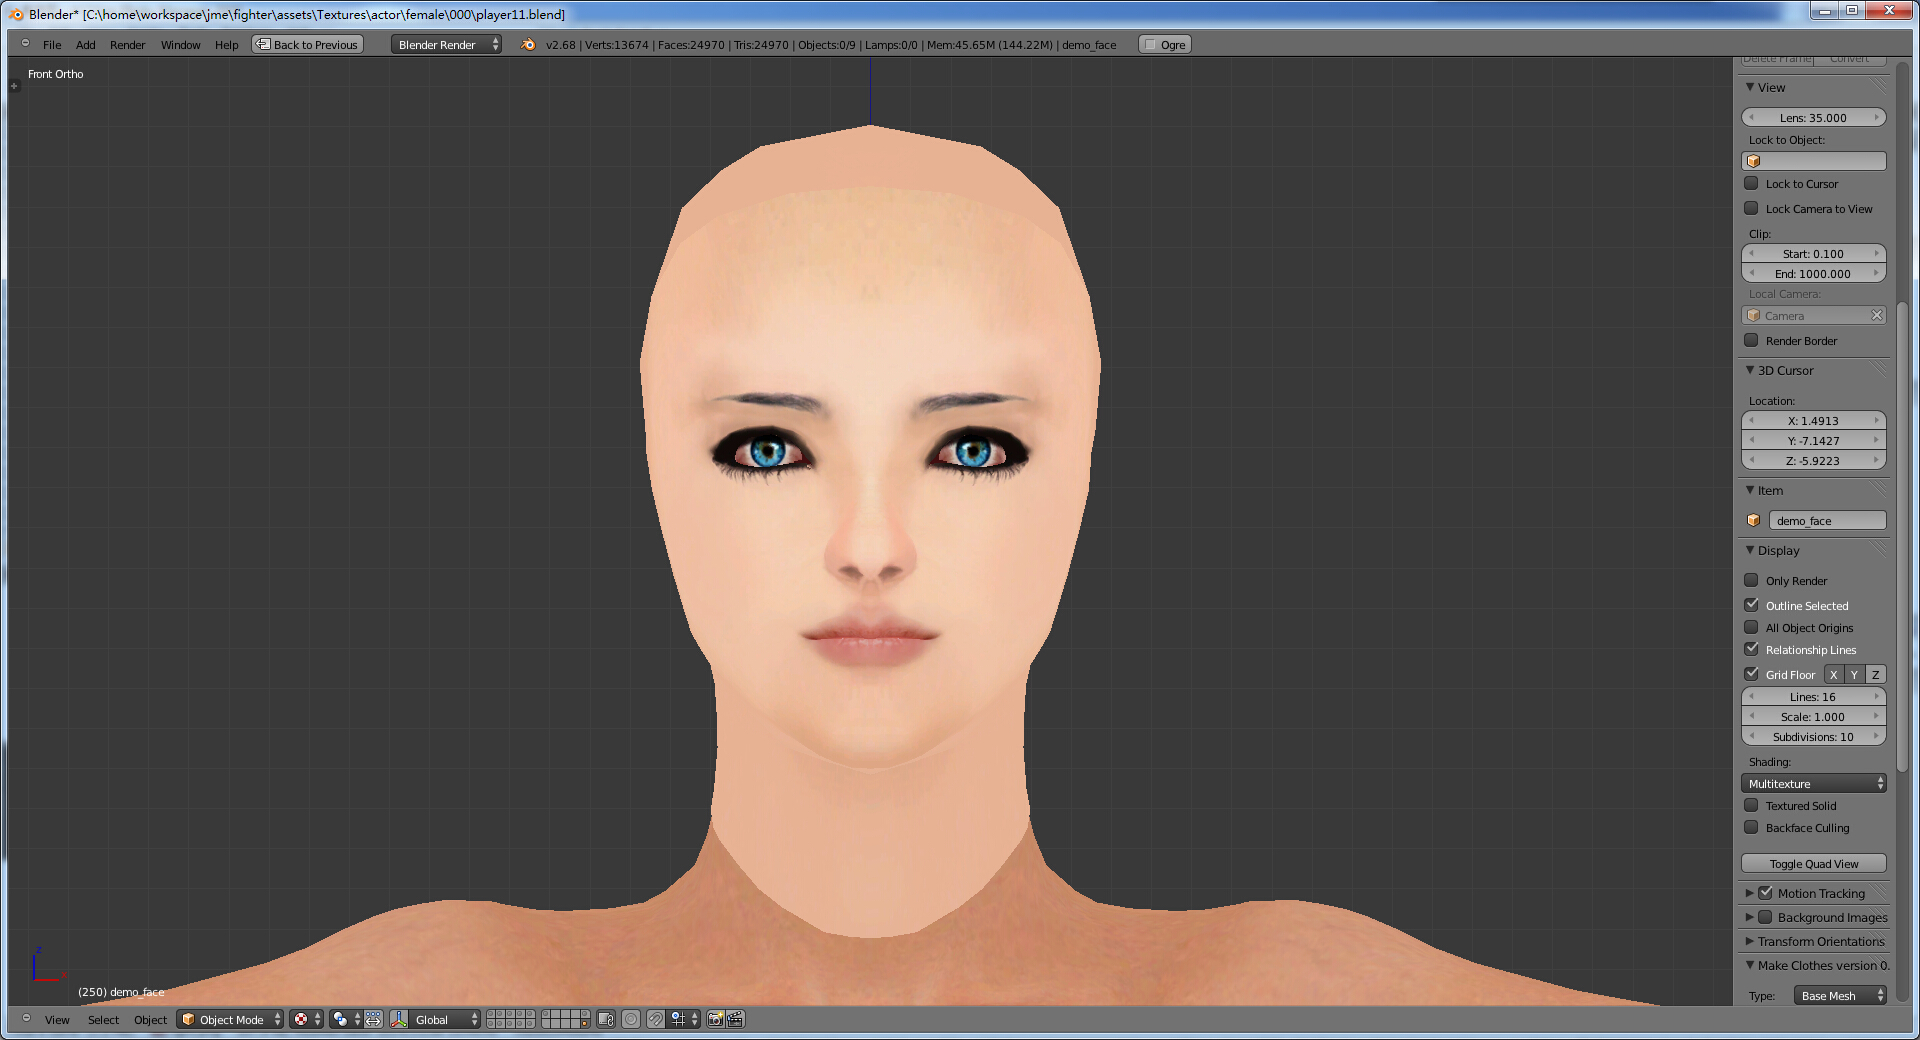 Blender* [C:\home\workspace\jme\fighter\assets\Textures\actor\female\000\player11.blend]
File Add Render Window Help Back to Previous Blender Render v2.68 | Verts:13674 | Faces:24970 | Tris:24970 | Objects:0/9 | Lamps:0/0 | Mem:45.65M (144.22M) | demo_face Ogre
Front Ortho
Delete Frame Convert
View
Lens: 35.000
Lock to Object:
Lock to Cursor
Lock Camera to View
Clip:
Start: 0.100
End: 1000.000
Local Camera:
Camera
Render Border
3D Cursor
Location:
X: 1.4913
Y: -7.1427
Z: -5.9223
Item
demo_face
Display
Only Render
Outline Selected
All Object Origins
Relationship Lines
Grid Floor X Y Z
Lines: 16
Scale: 1.000
Subdivisions: 10
Shading:
Multitexture
Textured Solid
Backface Culling
Toggle Quad View
Motion Tracking
Background Images
Transform Orientations
Make Clothes version 0.
Type: Base Mesh
z
x
(250) demo_face
View Select Object Object Mode Global